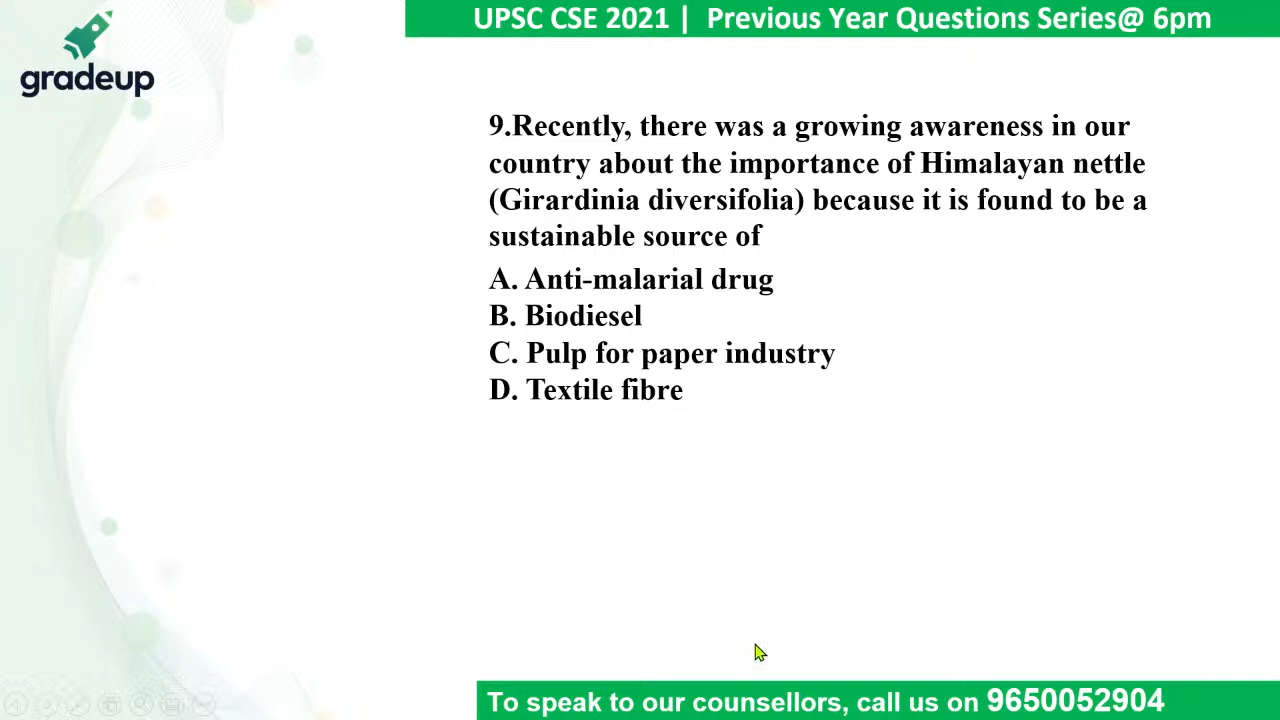 UPSC CSE 2021 | Previous Year Questions Series@ 6pm
gradeup
9.Recently, there was a growing awareness in our
country about the importance of Himalayan nettle
(Girardinia diversifolia) because it is found to be a
sustainable source of
A. Anti-malarial drug
B. Biodiesel
C. Pulp for paper industry
D. Textile fibre
To speak to our counsellors, call us on 9650052904